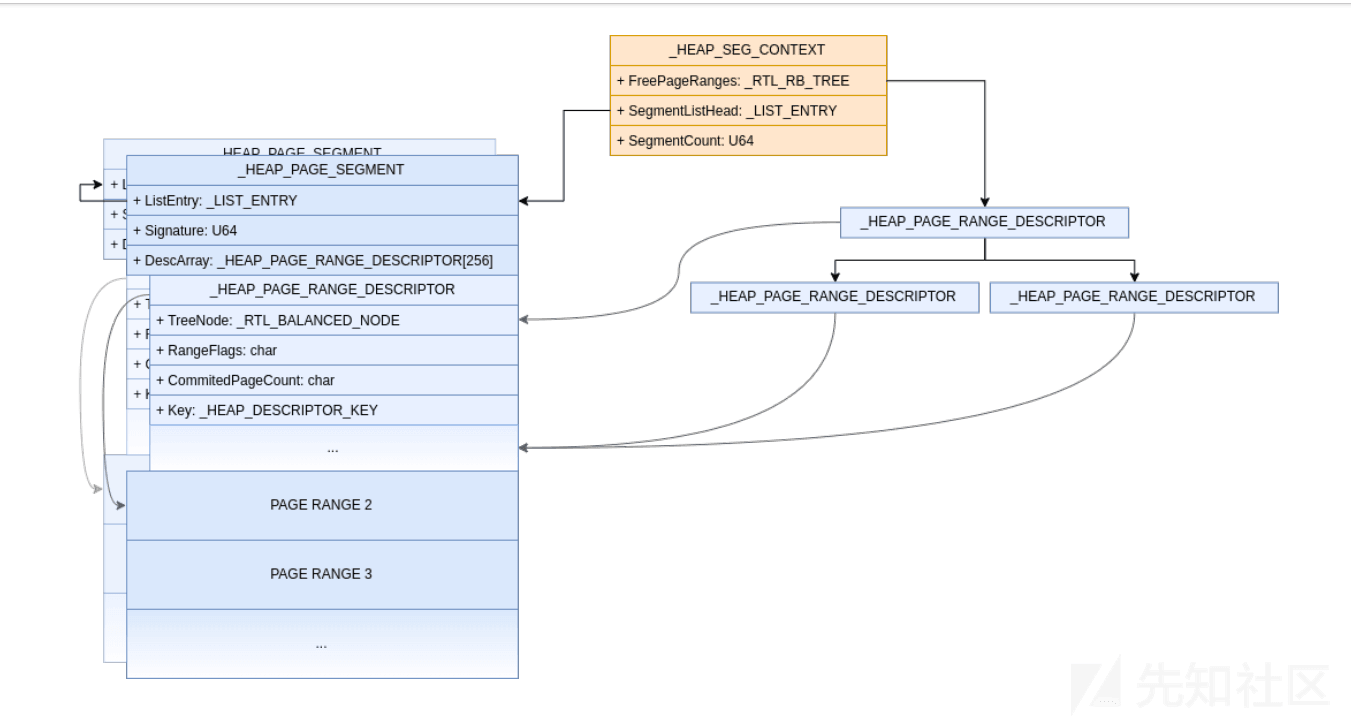 _HEAP_SEG_CONTEXT
+ FreePageRanges: _RTL_RB_TREE
+ SegmentListHead: _LIST_ENTRY
+ SegmentCount: U64
HEAP_PAGE_SEGMENT
_HEAP_PAGE_SEGMENT
+ L
+ ListEntry: _LIST_ENTRY
+ S
+ Signature: U64
+ D
+ DescArray: _HEAP_PAGE_RANGE_DESCRIPTOR[256]
_HEAP_PAGE_RANGE_DESCRIPTOR
+ T
+ TreeNode: _RTL_BALANCED_NODE
+ RangeFlags: char
+ CommitedPageCount: char
+ Key: _HEAP_DESCRIPTOR_KEY
...
PAGE RANGE 2
PAGE RANGE 3
...
_HEAP_PAGE_RANGE_DESCRIPTOR
_HEAP_PAGE_RANGE_DESCRIPTOR
_HEAP_PAGE_RANGE_DESCRIPTOR
先知社区